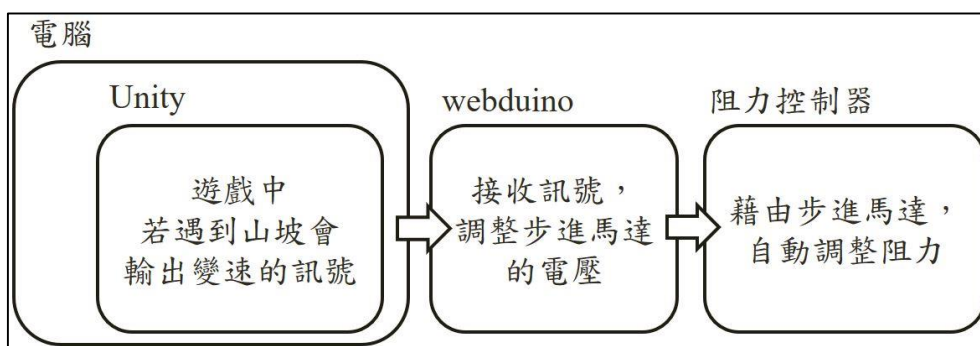 電腦
Unity
遊戲中
若遇到山坡會
輸出變速的訊號
webduino
接收訊號，
調整步進馬達
的電壓
阻力控制器
藉由步進馬達，
自動調整阻力